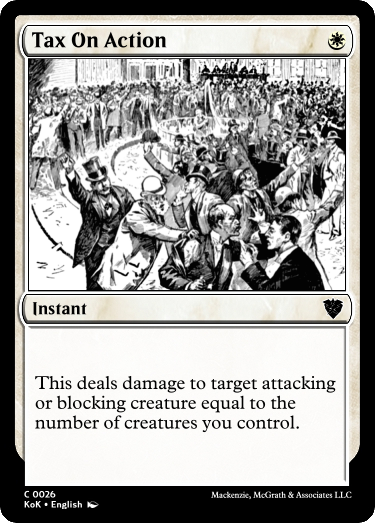 Tax On Action
Instant
This deals damage to target attacking
or blocking creature equal to the
number of creatures you control.
C 0026
KoK • English
Mackenzie, McGrath & Associates LLC